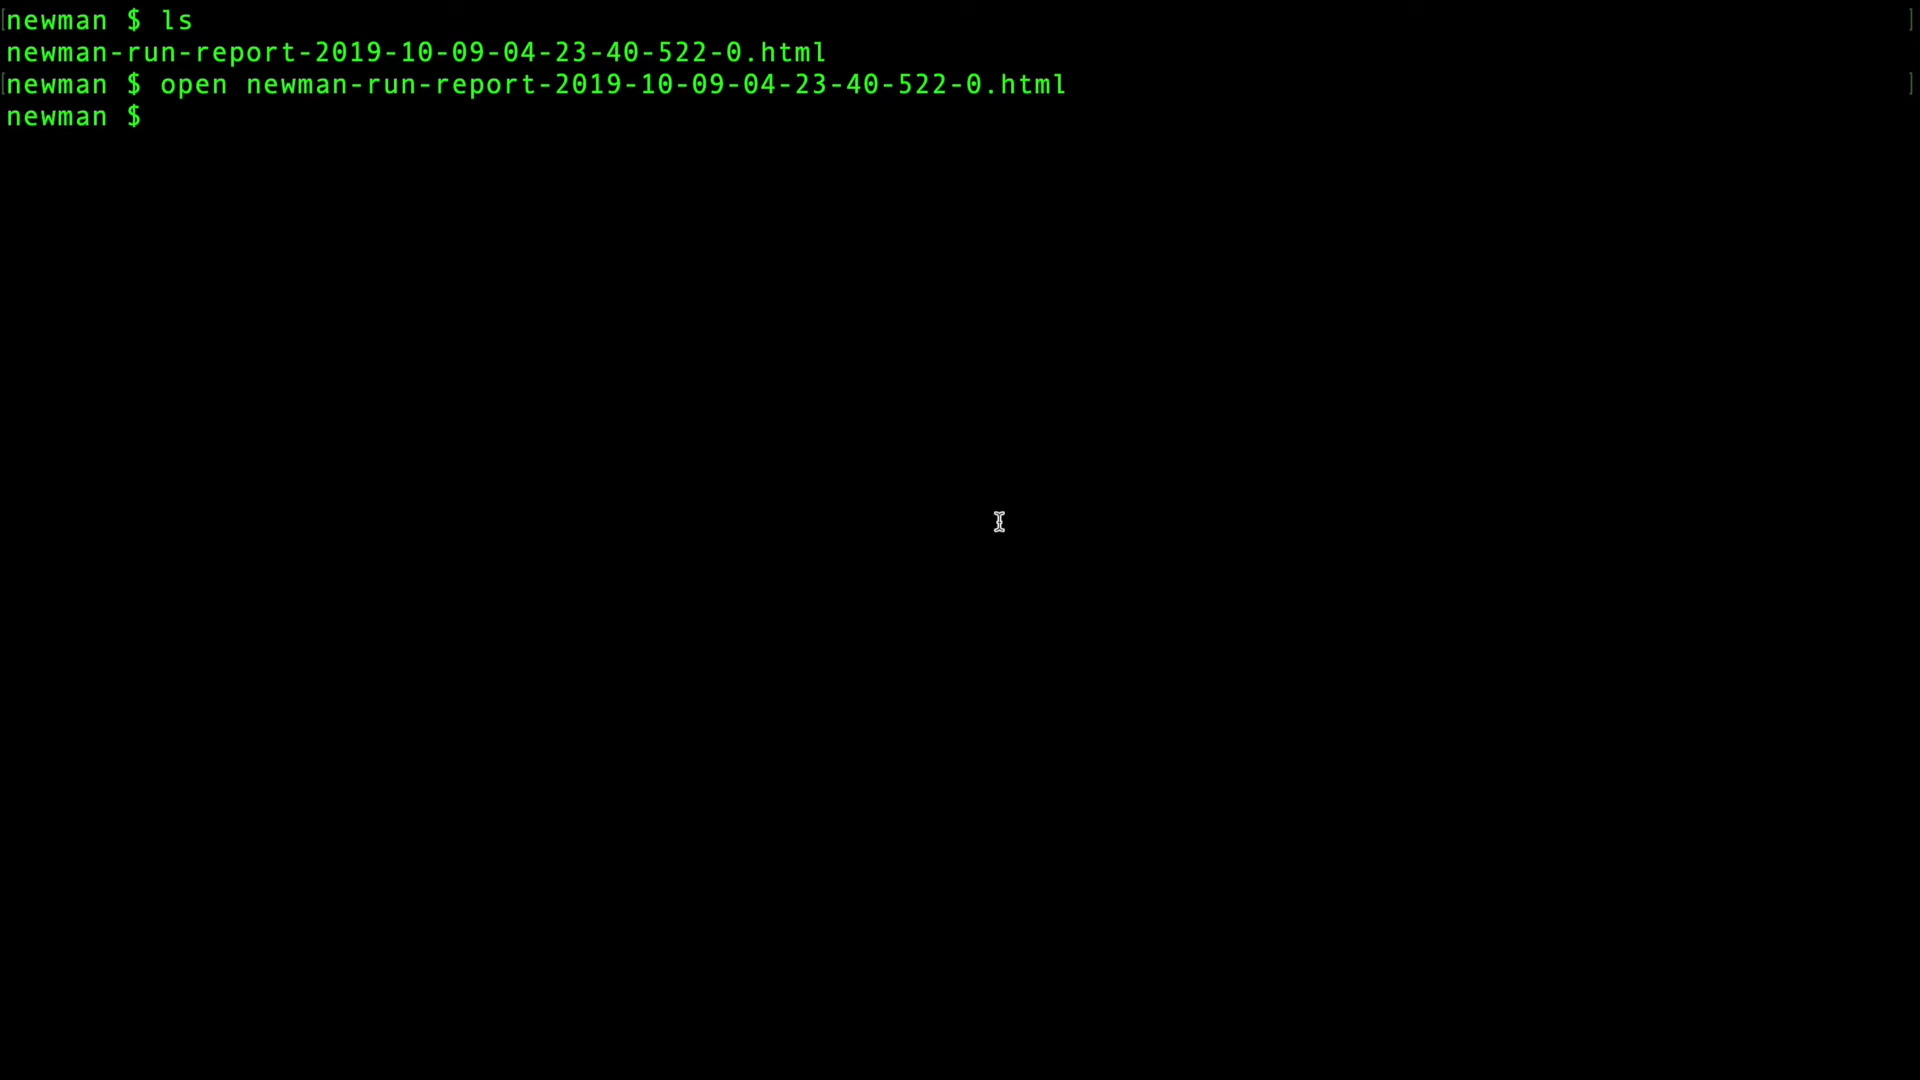 newman $ ls
newman-run-report-2019-10-09-04-23-40-522-0.html
newman $ open newman-run-report-2019-10-09-04-23-40-522-0.html
newman $